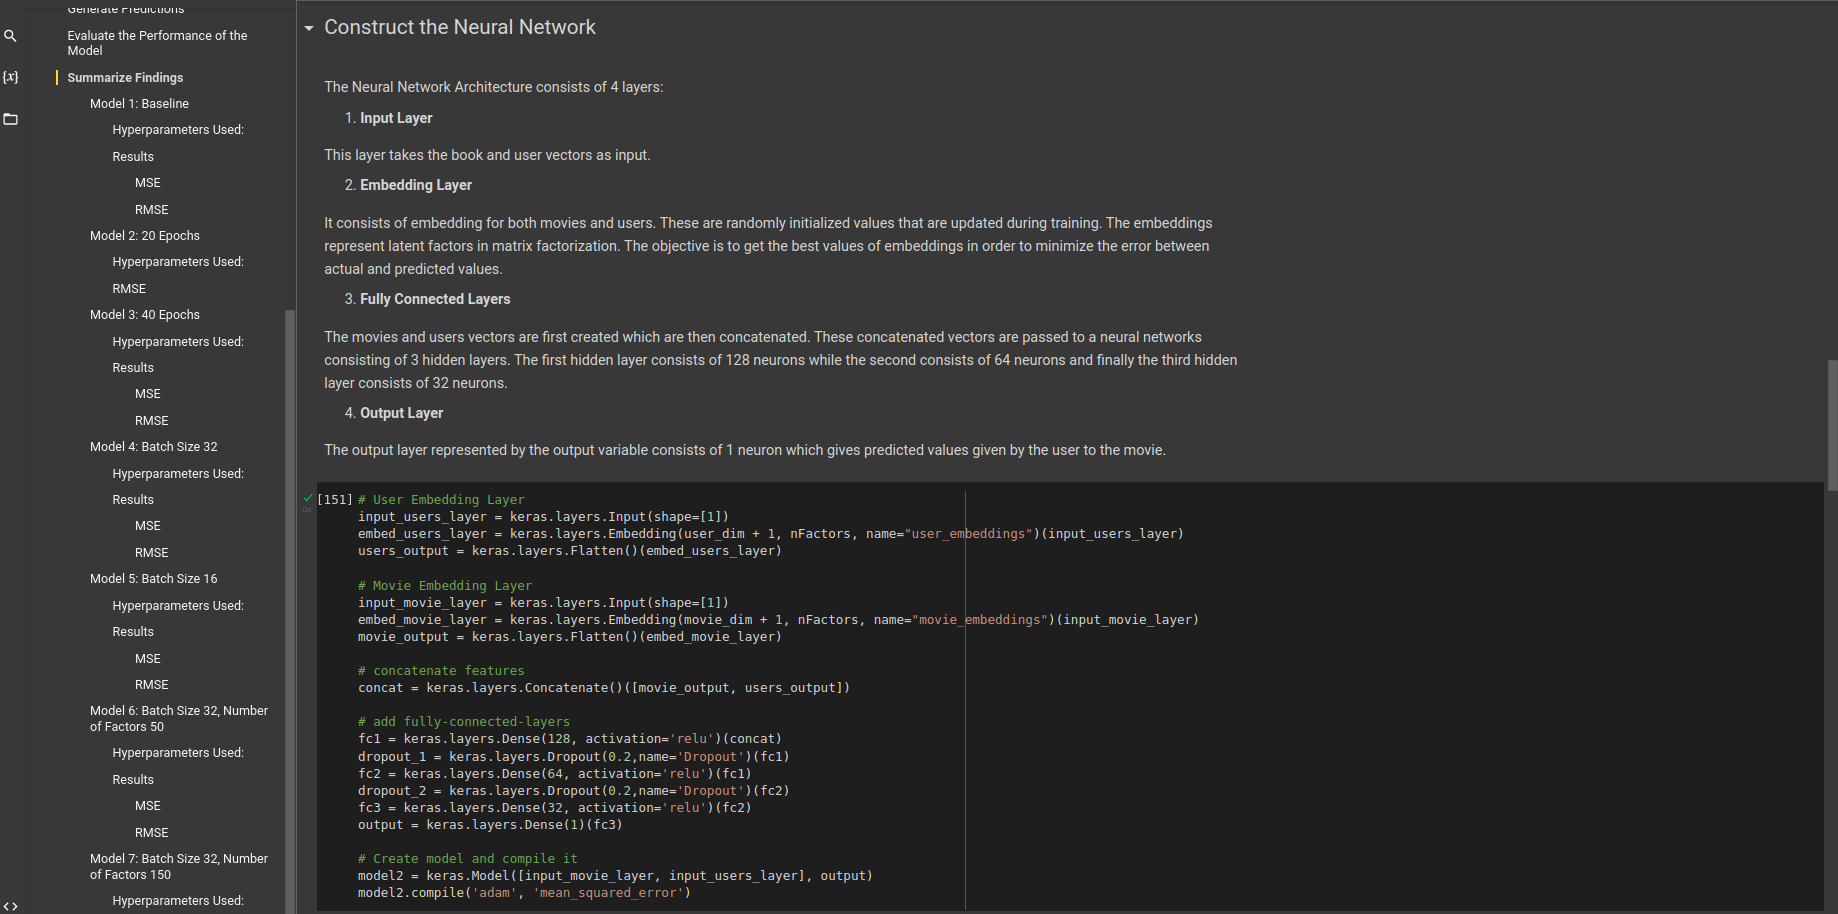 Generate Predictions
Evaluate the Performance of the
Model
Summarize Findings
Model 1: Baseline
Hyperparameters Used:
Results
MSE
RMSE
Model 2: 20 Epochs
Hyperparameters Used:
RMSE
Model 3: 40 Epochs
Hyperparameters Used:
Results
MSE
RMSE
Model 4: Batch Size 32
Hyperparameters Used:
Results
MSE
RMSE
Model 5: Batch Size 16
Hyperparameters Used:
Results
MSE
RMSE
Model 6: Batch Size 32, Number
of Factors 50
Hyperparameters Used:
Results
MSE
RMSE
Model 7: Batch Size 32, Number
of Factors 150
Hyperparameters Used:
{x}
<>
Construct the Neural Network
The Neural Network Architecture consists of 4 layers:
1. Input Layer
This layer takes the book and user vectors as input.
2. Embedding Layer
It consists of embedding for both movies and users. These are randomly initialized values that are updated during training. The embeddings
represent latent factors in matrix factorization. The objective is to get the best values of embeddings in order to minimize the error between
actual and predicted values.
3. Fully Connected Layers
The movies and users vectors are first created which are then concatenated. These concatenated vectors are passed to a neural networks
consisting of 3 hidden layers. The first hidden layer consists of 128 neurons while the second consists of 64 neurons and finally the third hidden
layer consists of 32 neurons.
4. Output Layer
The output layer represented by the output variable consists of 1 neuron which gives predicted values given by the user to the movie.
[151] # User Embedding Layer
0s
input_users_layer = keras.layers.Input(shape=[1])
embed_users_layer = keras.layers.Embedding(user_dim + 1, nFactors, name="user_embeddings")(input_users_layer)
users_output = keras.layers.Flatten()(embed_users_layer)
# Movie Embedding Layer
input_movie_layer = keras.layers.Input(shape=[1])
embed_movie_layer = keras.layers.Embedding(movie_dim + 1, nFactors, name="movie_embeddings")(input_movie_layer)
movie_output = keras.layers.Flatten()(embed_movie_layer)
# concatenate features
concat = keras.layers.Concatenate()([movie_output, users_output])
# add fully-connected-layers
fc1 = keras.layers.Dense(128, activation='relu')(concat)
dropout_1 = keras.layers.Dropout(0.2,name='Dropout')(fc1)
fc2 = keras.layers.Dense(64, activation='relu')(fc1)
dropout_2 = keras.layers.Dropout(0.2,name='Dropout')(fc2)
fc3 = keras.layers.Dense(32, activation='relu')(fc2)
output = keras.layers.Dense(1)(fc3)
# Create model and compile it
model2 = keras.Model([input_movie_layer, input_users_layer], output)
model2.compile('adam', 'mean_squared_error')